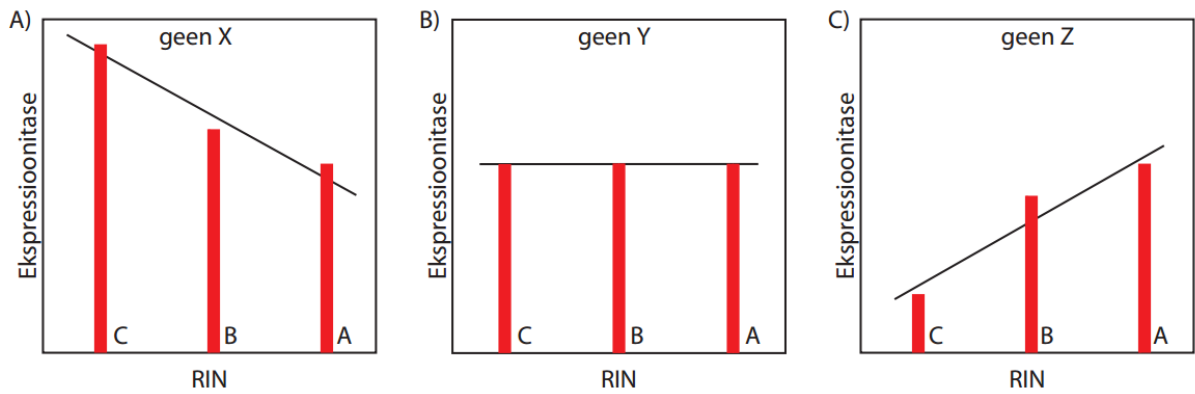 A)
geen X
Ekspressioonitase
C
B
A
RIN
B)
geen Y
Ekspressioonitase
C
B
A
RIN
C)
geen Z
Ekspressioonitase
C
B
A
RIN